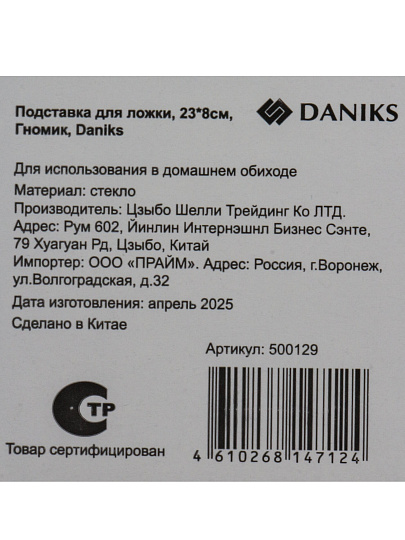 Подставка для ложки, 23*8см,
Гномик, Daniks
DANIKS
Для использования в домашнем обиходе
Материал: стекло
Производитель: Цзыбо Шелли Трейдинг Ко ЛТД.
Адрес: Рум 602, Йинлин Интернэшнл Бизнес Сэнте,
79 Хуагуан Рд, Цзыбо, Китай
Импортер: ООО «ПРАЙМ». Адрес: Россия, г.Воронеж,
ул.Волгоградская, д.32
Дата изготовления: апрель 2025
Сделано в Китае
Артикул: 500129
ТР
Товар сертифицирован
4 610268 147124